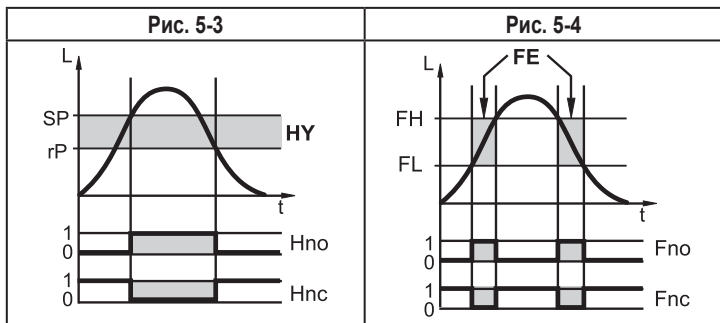 Рис. 5-3
L
SP
HY
rP
t
1
0
Hno
1
0
Hnc
Рис. 5-4
FE
L
FH
FL
t
1
0
Fno
1
0
Fnc